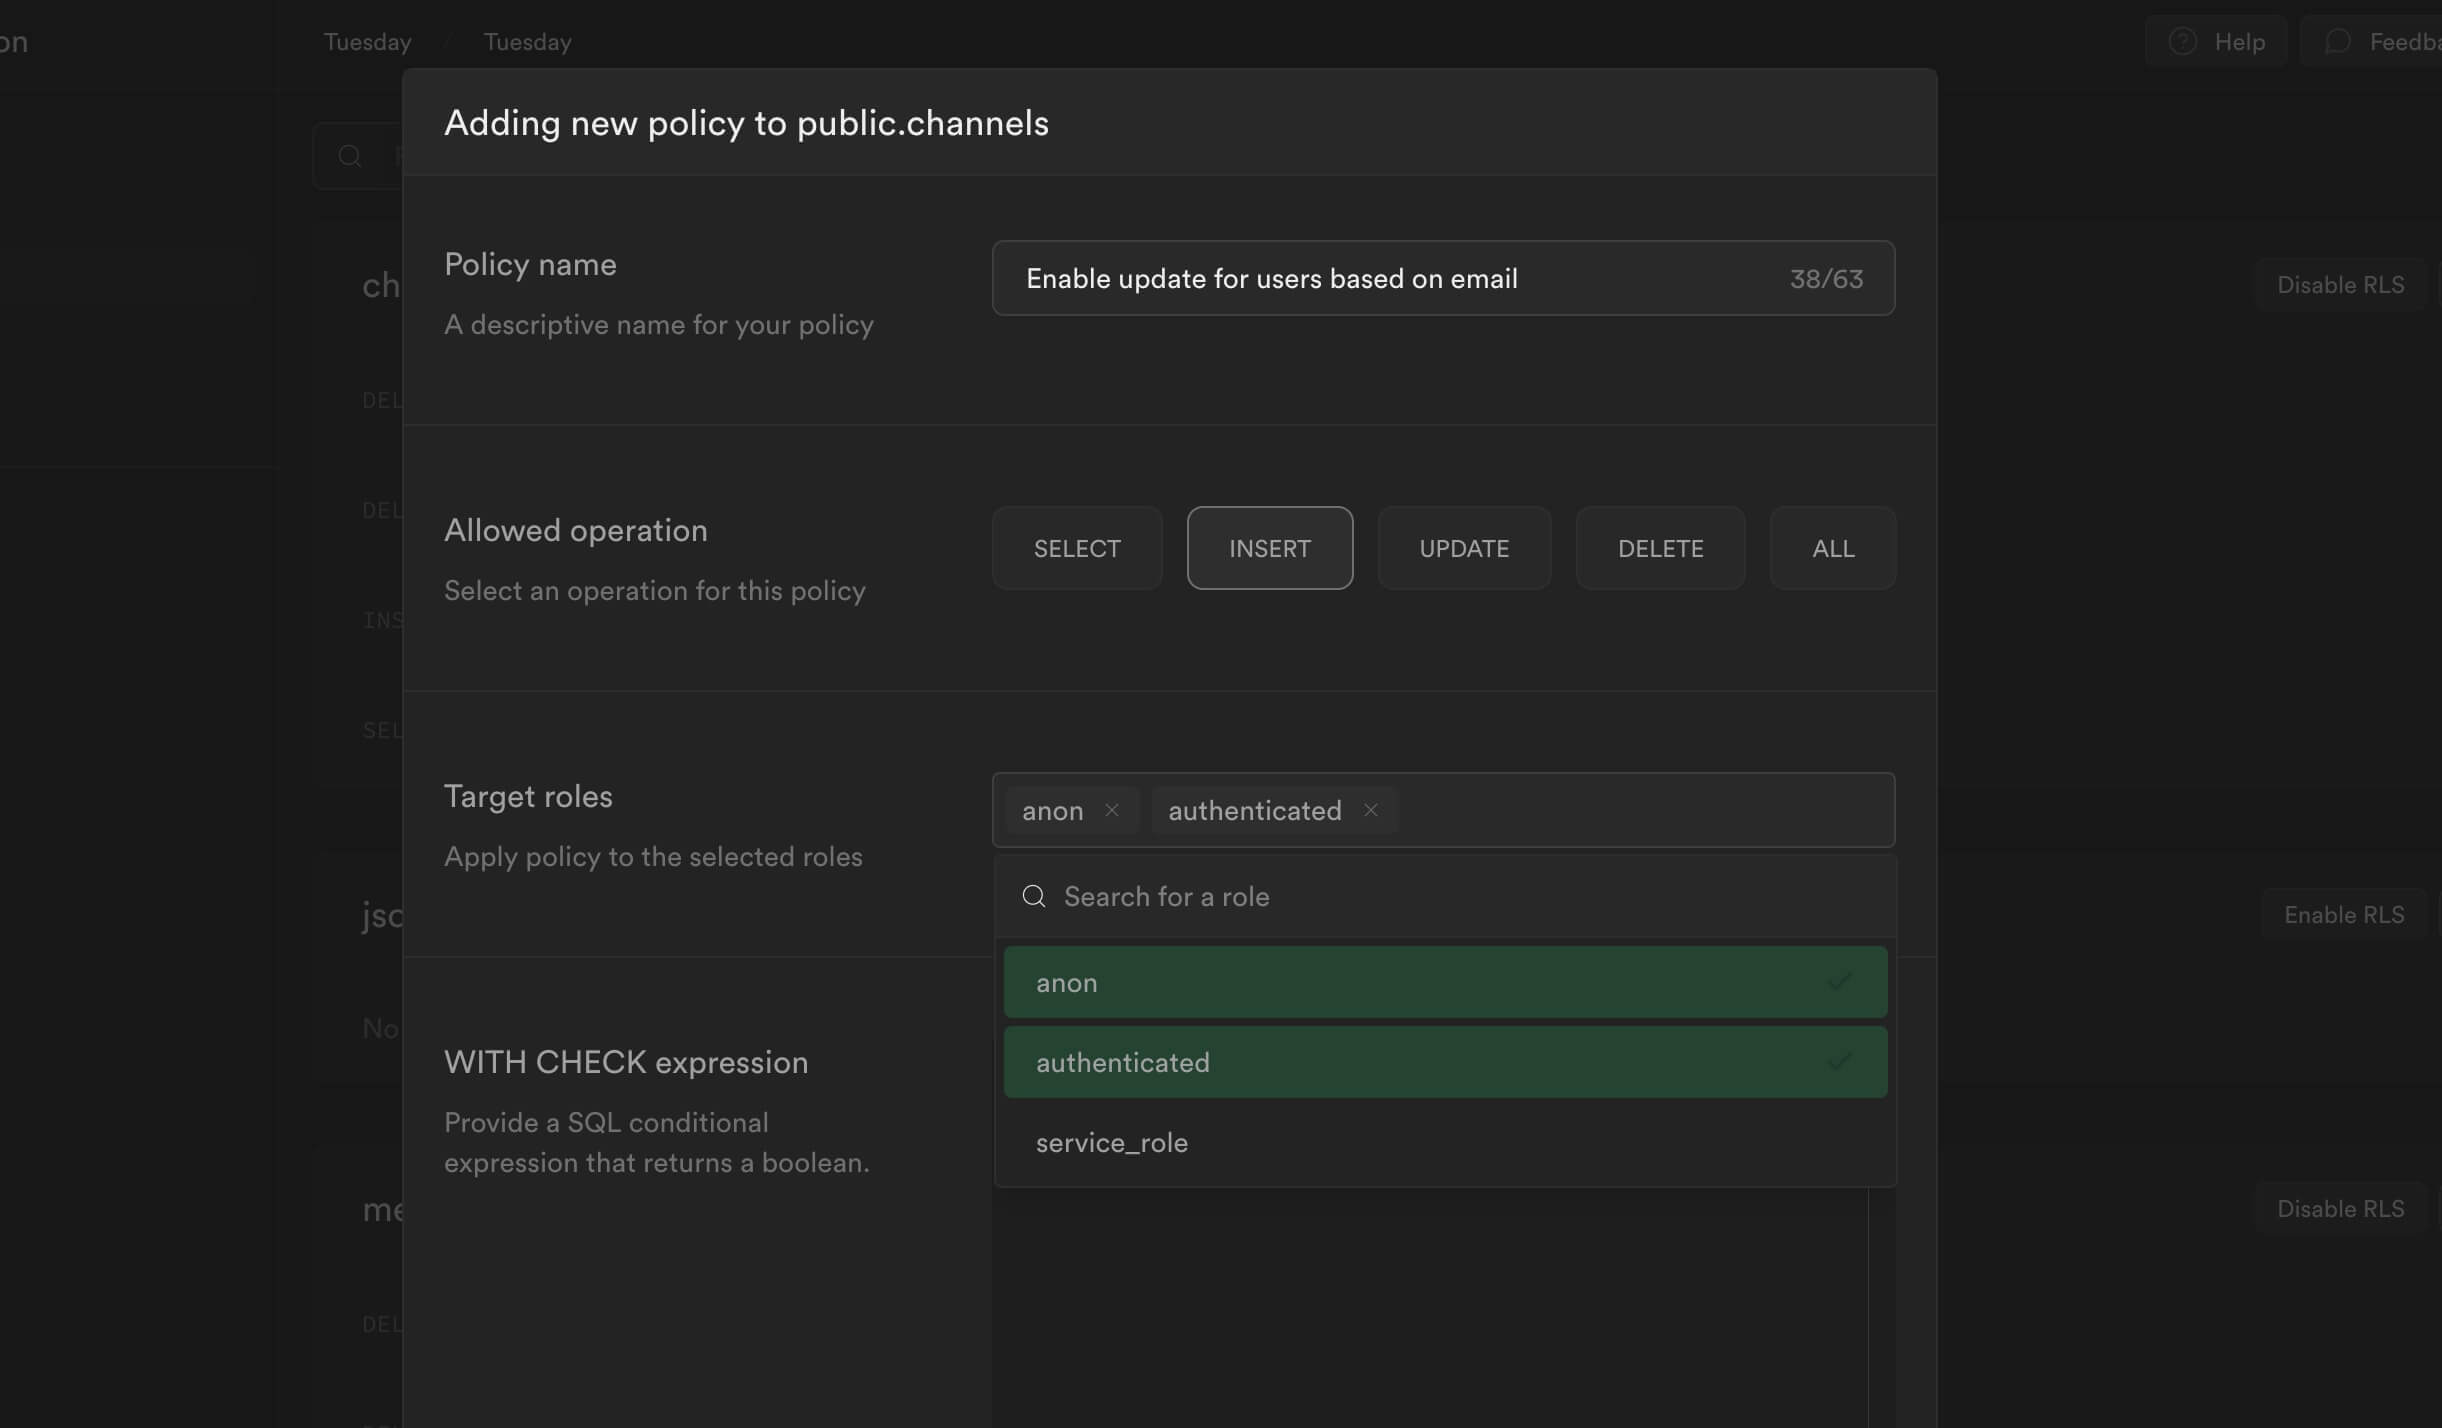 on
Tuesday / Tuesday
Help
Feedba
Adding new policy to public.channels
Policy name
A descriptive name for your policy
Enable update for users based on email
38/63
ch
Disable RLS
DEL
DEL
INS
SEL
Allowed operation
Select an operation for this policy
SELECT
INSERT
UPDATE
DELETE
ALL
Target roles
Apply policy to the selected roles
anon
authenticated
Search for a role
anon
authenticated
service_role
jso
Enable RLS
No
WITH CHECK expression
Provide a SQL conditional
expression that returns a boolean.
me
Disable RLS
DEL